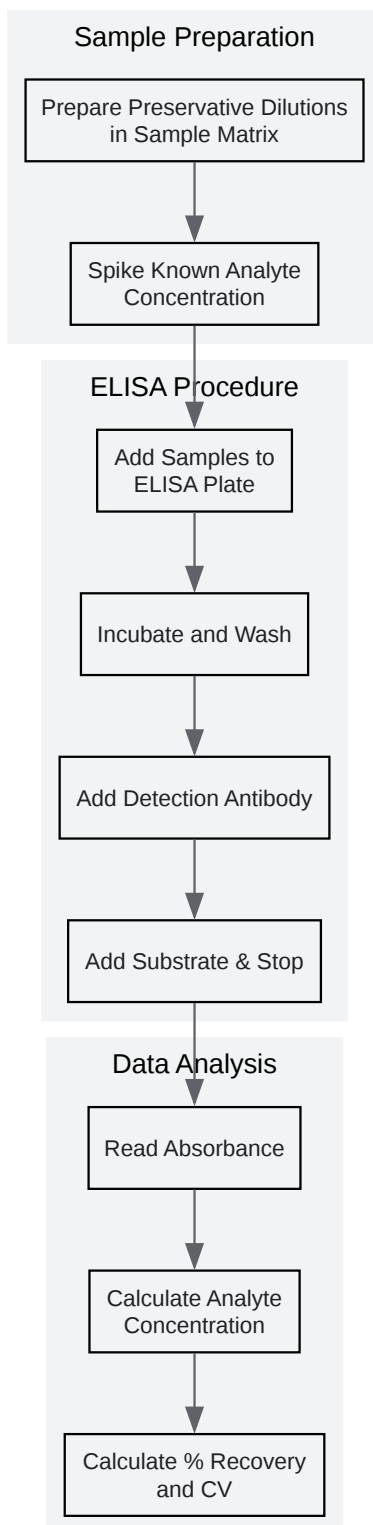 Sample Preparation
Prepare Preservative Dilutions
in Sample Matrix
Spike Known Analyte
Concentration
ELISA Procedure
Add Samples to
ELISA Plate
Incubate and Wash
Add Detection Antibody
Add Substrate & Stop
Data Analysis
Read Absorbance
Calculate Analyte
Concentration
Calculate % Recovery
and CV